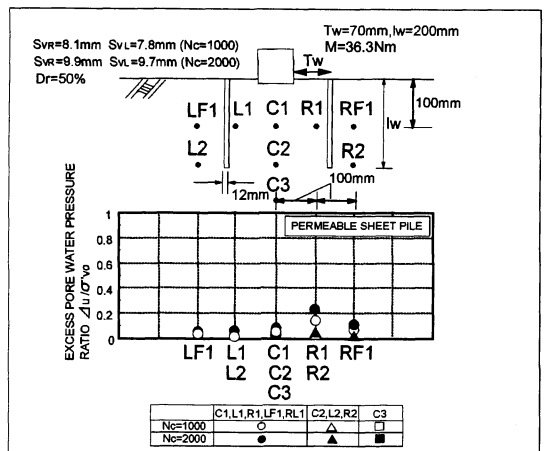 SVR=8.1mm SVL=7.8mm (Nc=1000)
SVR=9.9mm SVL=9.7mm (Nc=2000)
Dr=50%
Tw=70mm,lw=200mm
M=36.3Nm
Tw
100mm
lw
LF1 L1 C1 R1 RF1
L2 C2 R2
C3
12mm
100mm
PERMEABLE SHEET PILE
EXCESS PORE WATER PRESSURE
RATIO ⊿u/σ'vo
1
0.8
0.6
0.4
0.2
0
LF1 L1 C1 R1 RF1
L2 C2 R2
C3
C1,L1,R1,LF1,RL1 C2,L2,R2 C3
Nc=1000
Nc=2000